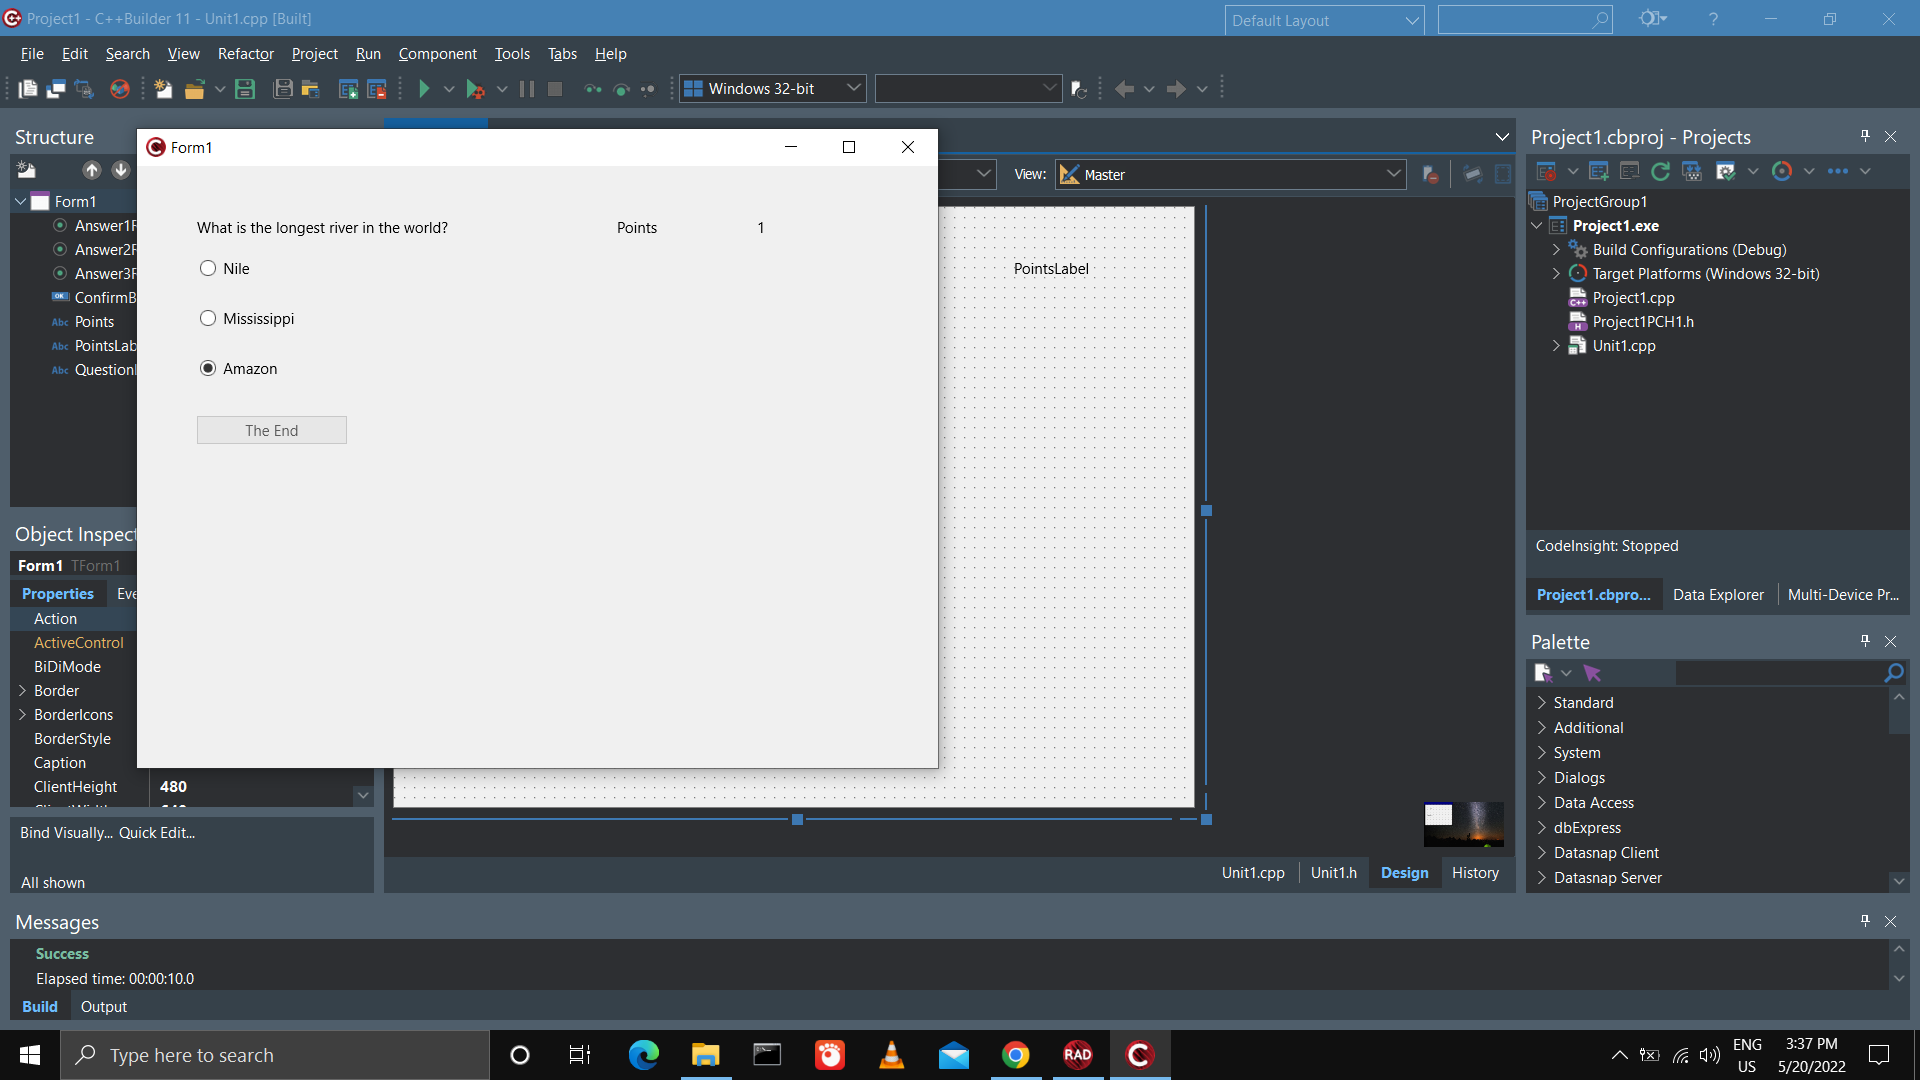 Project1 - C++Builder 11 - Unit1.cpp [Built]
Default Layout
?
File Edit Search View Refactor Project Run Component Tools Tabs Help
Windows 32-bit
Structure
Form1
Answer1
Answer2
Answer3
ConfirmB
Points
PointsLab
Question
Object Inspect
Form1 TForm1
Properties Eve
Action
ActiveControl
BiDiMode
Border
BorderIcons
BorderStyle
Caption
ClientHeight 480
Bind Visually... Quick Edit...
All shown
Form1
What is the longest river in the world?
Points 1
Nile
Mississippi
Amazon
The End
View: Master
PointsLabel
Unit1.cpp Unit1.h Design History
Project1.cbproj - Projects
ProjectGroup1
Project1.exe
Build Configurations (Debug)
Target Platforms (Windows 32-bit)
Project1.cpp
Project1PCH1.h
Unit1.cpp
CodeInsight: Stopped
Project1.cbpro... Data Explorer Multi-Device Pr...
Palette
Standard
Additional
System
Dialogs
Data Access
dbExpress
Datasnap Client
Datasnap Server
Messages
Success
Elapsed time: 00:00:10.0
Build Output
Type here to search
RAD
ENG
US
3:37 PM
5/20/2022